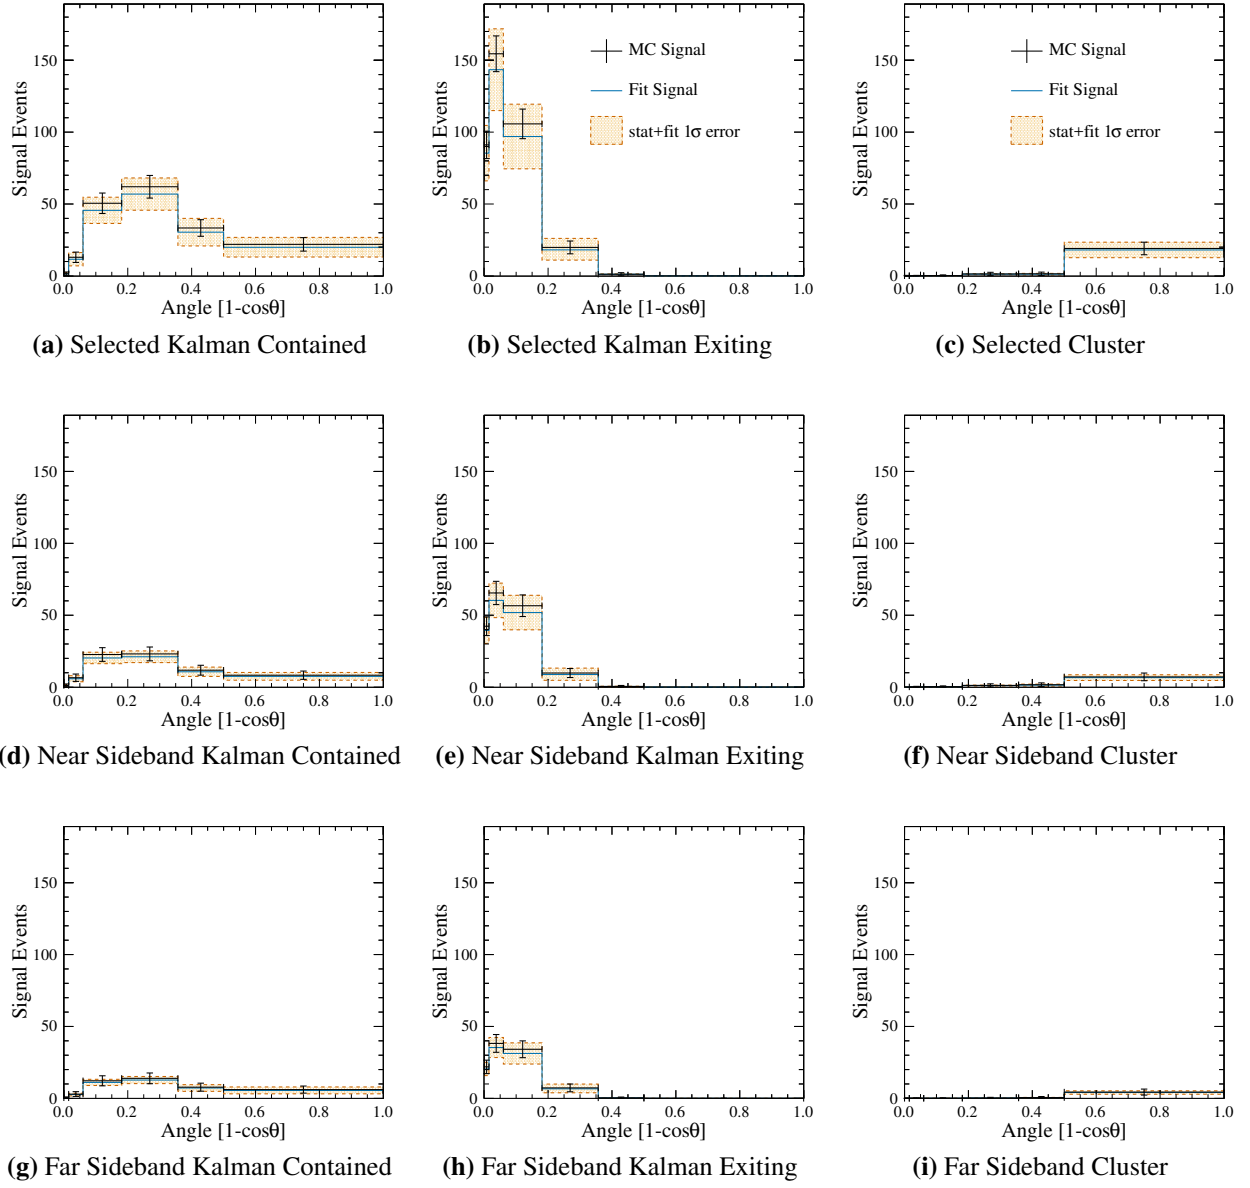 Signal Events
150
100
50
0
0.0 0.2 0.4 0.6 0.8 1.0
Angle [1-cosθ]
(a) Selected Kalman Contained
Signal Events
150
100
50
0
0.0 0.2 0.4 0.6 0.8 1.0
Angle [1-cosθ]
MC Signal
Fit Signal
stat+fit 1σ error
(b) Selected Kalman Exiting
Signal Events
150
100
50
0
0.0 0.2 0.4 0.6 0.8 1.0
Angle [1-cosθ]
MC Signal
Fit Signal
stat+fit 1σ error
(c) Selected Cluster
Signal Events
150
100
50
0
0.0 0.2 0.4 0.6 0.8 1.0
Angle [1-cosθ]
(d) Near Sideband Kalman Contained
Signal Events
150
100
50
0
0.0 0.2 0.4 0.6 0.8 1.0
Angle [1-cosθ]
(e) Near Sideband Kalman Exiting
Signal Events
150
100
50
0
0.0 0.2 0.4 0.6 0.8 1.0
Angle [1-cosθ]
(f) Near Sideband Cluster
Signal Events
150
100
50
0
0.0 0.2 0.4 0.6 0.8 1.0
Angle [1-cosθ]
(g) Far Sideband Kalman Contained
Signal Events
150
100
50
0
0.0 0.2 0.4 0.6 0.8 1.0
Angle [1-cosθ]
(h) Far Sideband Kalman Exiting
Signal Events
150
100
50
0
0.0 0.2 0.4 0.6 0.8 1.0
Angle [1-cosθ]
(i) Far Sideband Cluster